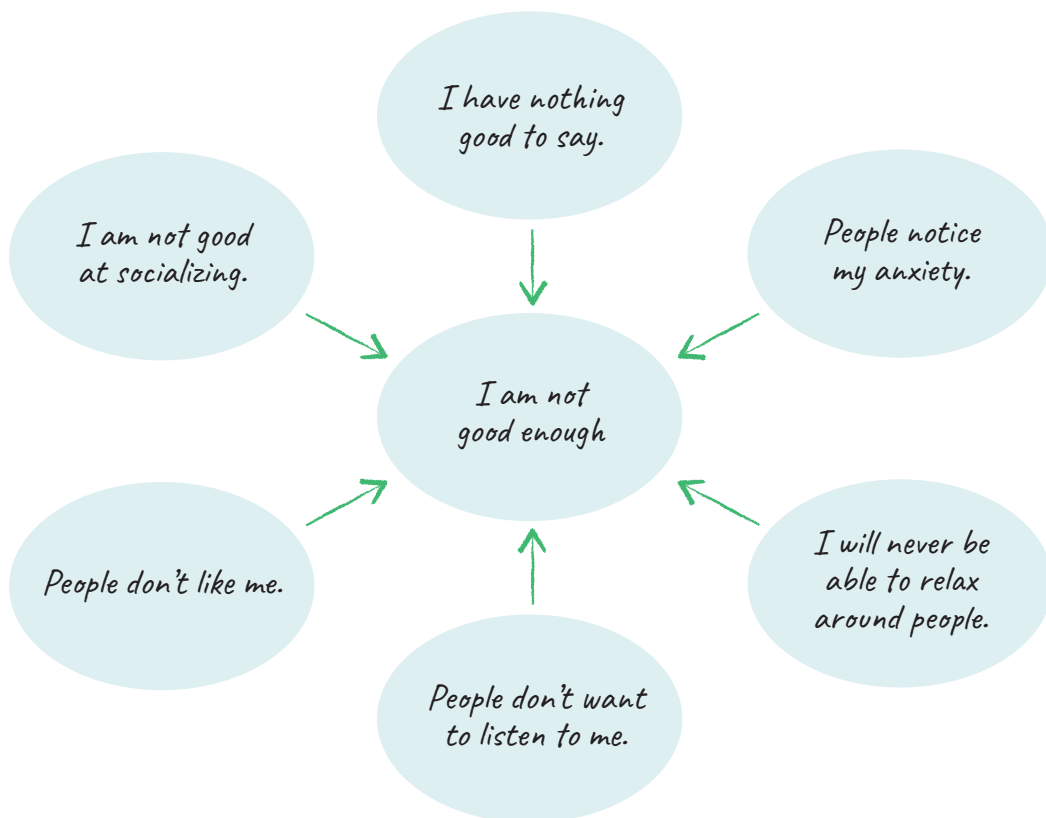 I have nothing
good to say.
I am not good
at socializing.
People notice
my anxiety.
I am not
good enough
People don't like me.
I will never be
able to relax
around people.
People don't want
to listen to me.